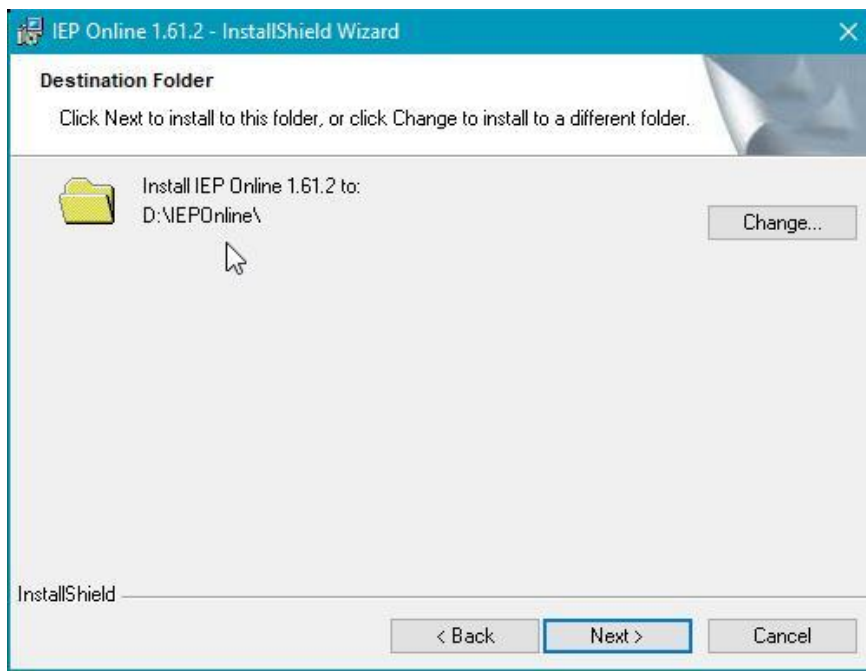 IEP Online 1.61.2 - InstallShield Wizard
Destination Folder
Click Next to install to this folder, or click Change to install to a different folder.
Install IEP Online 1.61.2 to:
D:\IEPOnline\
Change...
InstallShield
< Back
Next >
Cancel